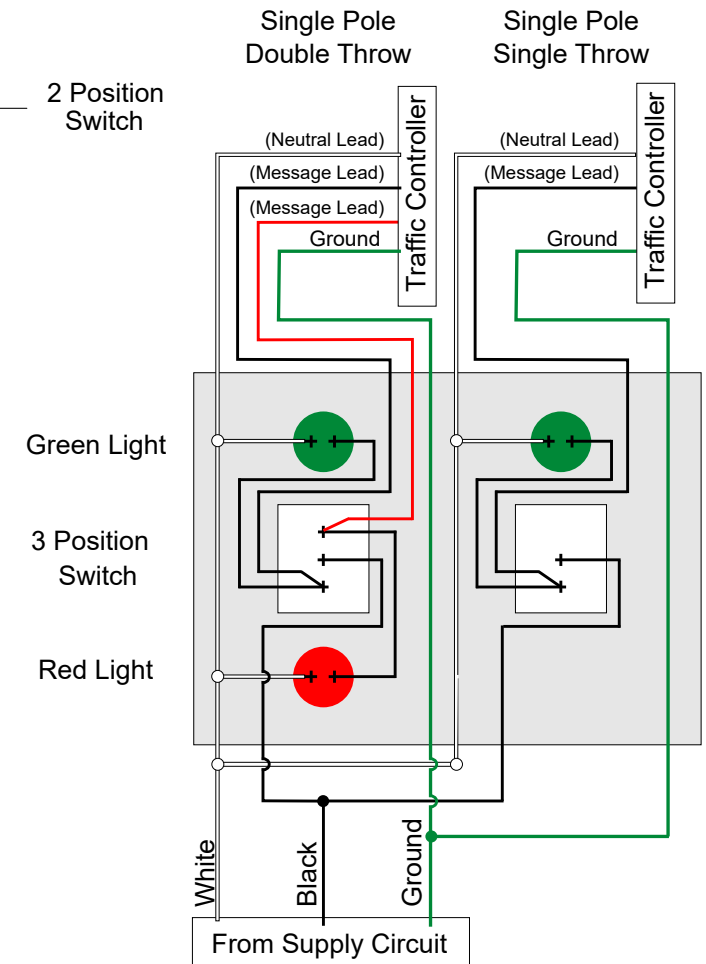 Single Pole
Double Throw
Single Pole
Single Throw
2 Position
Switch
(Neutral Lead)
(Message Lead)
(Message Lead)
Ground
Traffic Controller
(Neutral Lead)
(Message Lead)
Ground
Traffic Controller
Green Light
3 Position
Switch
Red Light
White
Black
Ground
From Supply Circuit